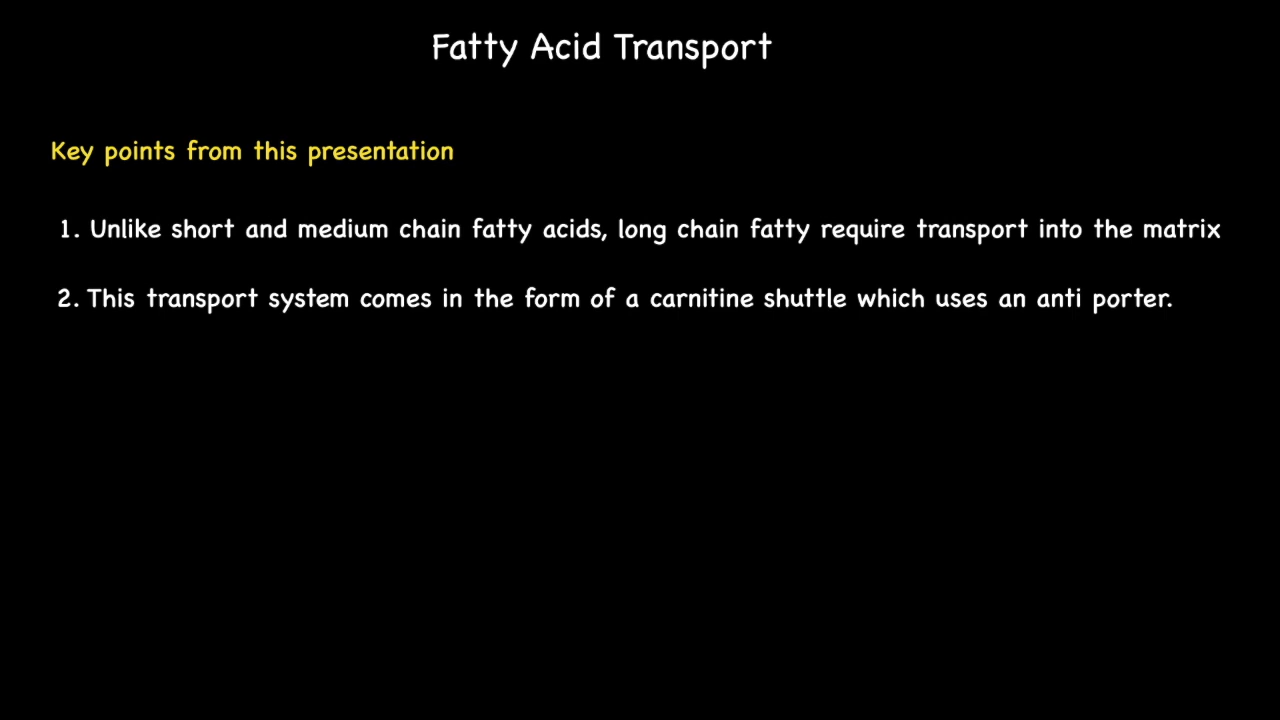 Fatty Acid Transport
Key points from this presentation
1. Unlike short and medium chain fatty acids, long chain fatty require transport into the matrix
2. This transport system comes in the form of a carnitine shuttle which uses an anti porter.